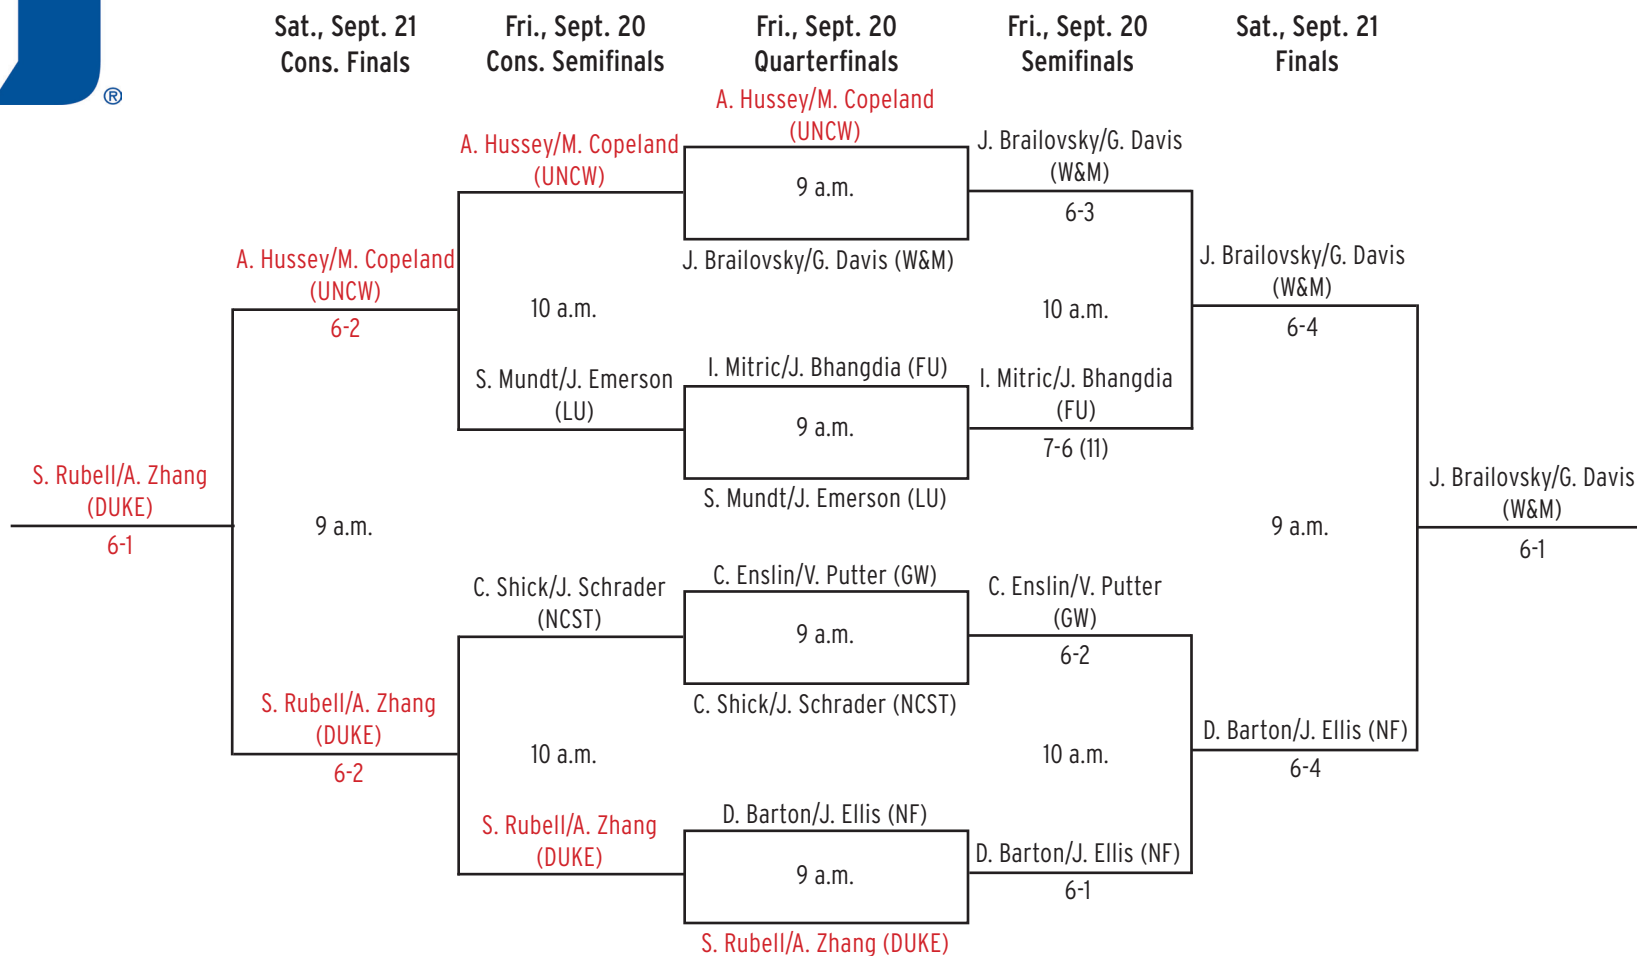 Sat., Sept. 21
Cons. Finals
Fri., Sept. 20
Cons. Semifinals
Fri., Sept. 20
Quarterfinals
Fri., Sept. 20
Semifinals
Sat., Sept. 21
Finals
®
S. Rubell/A. Zhang
(DUKE)
6-1
A. Hussey/M. Copeland
(UNCW)
6-2
9 a.m.
S. Rubell/A. Zhang
(DUKE)
6-2
A. Hussey/M. Copeland
(UNCW)
10 a.m.
S. Mundt/J. Emerson
(LU)
C. Shick/J. Schrader
(NCST)
10 a.m.
S. Rubell/A. Zhang
(DUKE)
A. Hussey/M. Copeland
(UNCW)
9 a.m.
J. Brailovsky/G. Davis (W&M)
I. Mitric/J. Bhangdia (FU)
9 a.m.
S. Mundt/J. Emerson (LU)
C. Enslin/V. Putter (GW)
9 a.m.
C. Shick/J. Schrader (NCST)
D. Barton/J. Ellis (NF)
9 a.m.
S. Rubell/A. Zhang (DUKE)
J. Brailovsky/G. Davis
(W&M)
6-3
10 a.m.
I. Mitric/J. Bhangdia
(FU)
7-6 (11)
C. Enslin/V. Putter
(GW)
6-2
10 a.m.
D. Barton/J. Ellis (NF)
6-1
J. Brailovsky/G. Davis
(W&M)
6-4
9 a.m.
D. Barton/J. Ellis (NF)
6-4
J. Brailovsky/G. Davis
(W&M)
6-1